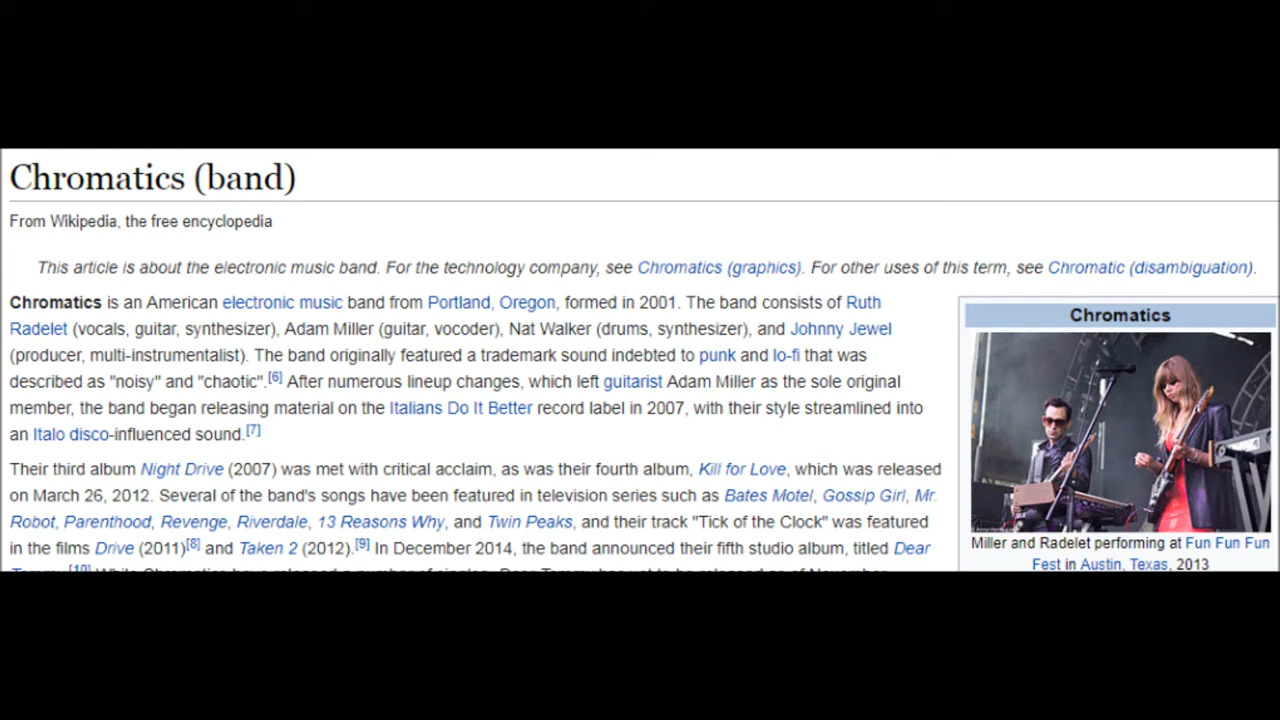 Chromatics (band)
From Wikipedia, the free encyclopedia
This article is about the electronic music band. For the technology company, see Chromatics (graphics). For other uses of this term, see Chromatic (disambiguation).
Chromatics is an American electronic music band from Portland, Oregon, formed in 2001. The band consists of Ruth
Radelet (vocals, guitar, synthesizer), Adam Miller (guitar, vocoder), Nat Walker (drums, synthesizer), and Johnny Jewel
(producer, multi-instrumentalist). The band originally featured a trademark sound indebted to punk and lo-fi that was
described as "noisy" and "chaotic".[6] After numerous lineup changes, which left guitarist Adam Miller as the sole original
member, the band began releasing material on the Italians Do It Better record label in 2007, with their style streamlined into
an Italo disco-influenced sound.[7]
Their third album Night Drive (2007) was met with critical acclaim, as was their fourth album, Kill for Love, which was released
on March 26, 2012. Several of the band's songs have been featured in television series such as Bates Motel, Gossip Girl, Mr.
Robot, Parenthood, Revenge, Riverdale, 13 Reasons Why, and Twin Peaks, and their track "Tick of the Clock" was featured
in the films Drive (2011)[8] and Taken 2 (2012).[9] In December 2014, the band announced their fifth studio album, titled Dear
Chromatics
Miller and Radelet performing at Fun Fun Fun
Fest in Austin, Texas, 2013